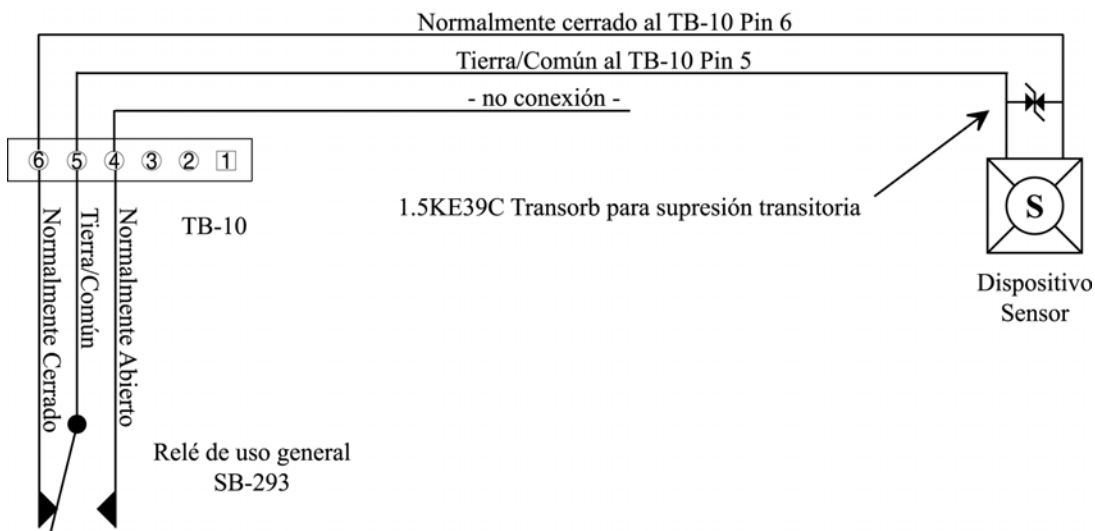 Normalmente cerrado al TB-10 Pin 6
Tierra/Común al TB-10 Pin 5
- no conexión -
6 5 4 3 2 1
TB-10
1.5KE39C Transorb para supresión transitoria
S
Dispositivo
Sensor
Normalmente Cerrado
Tierra/Común
Normalmente Abierto
Relé de uso general
SB-293